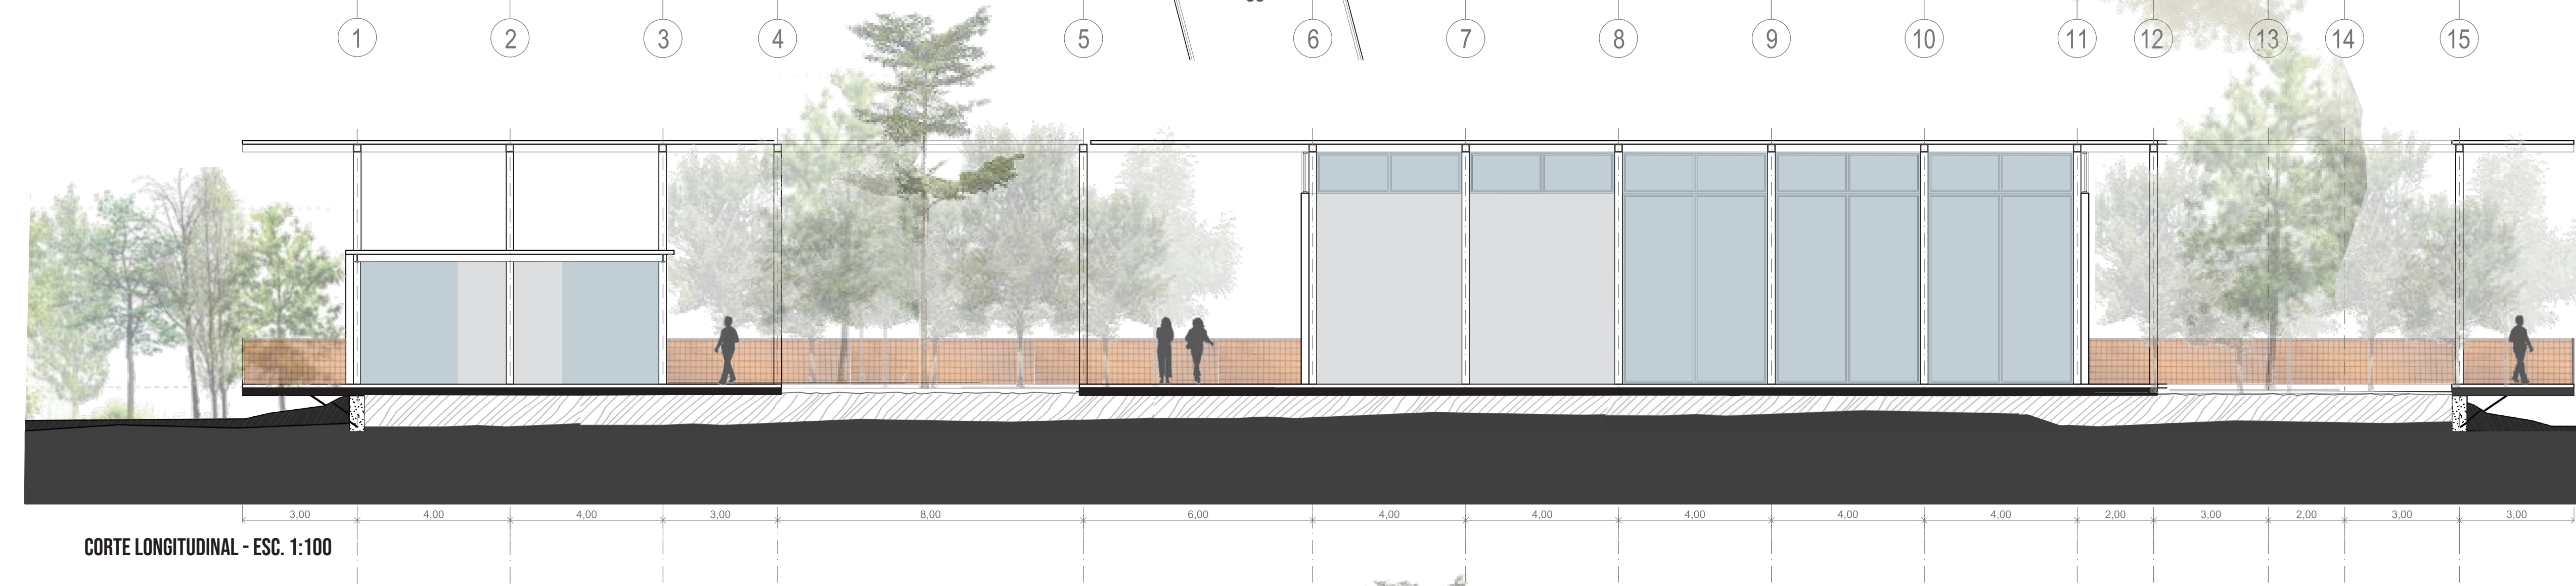 1 2 3 4 5 6 7 8 9 10 11 12 13 14 15
3,00 4,00 4,00 3,00 8,00 6,00 4,00 4,00 4,00 4,00 4,00 2,00 3,00 2,00 3,00 3,00
CORTE LONGITUDINAL - ESC. 1:100